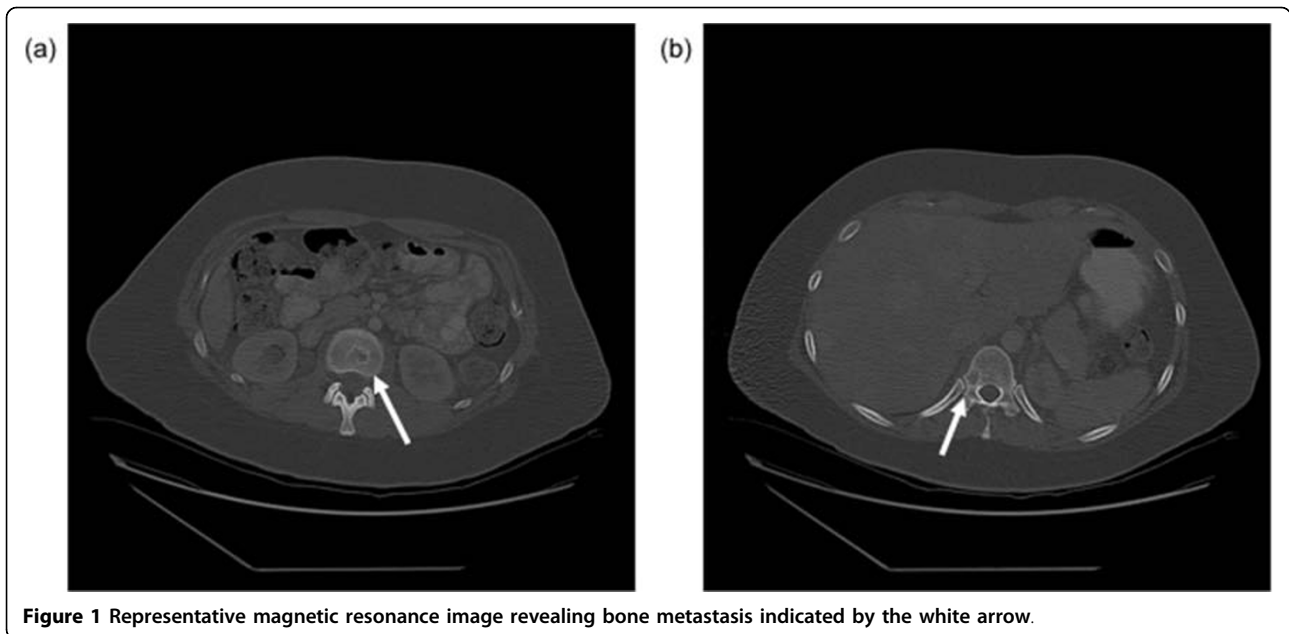 (a)
(b)
Figure 1 Representative magnetic resonance image revealing bone metastasis indicated by the white arrow.